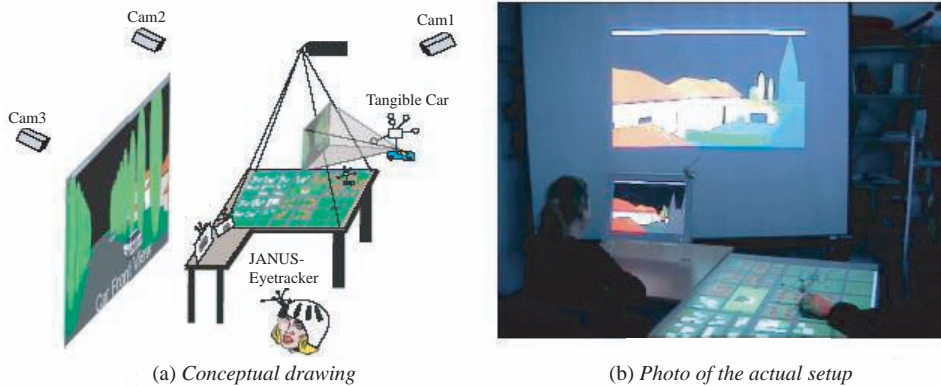 Cam2
Cam1
Tangible Car
Cam3
JANUS-
Eyetracker
Car Front View
(a) Conceptual drawing
(b) Photo of the actual setup